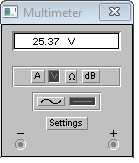 Multimeter
25.37 V
A V Ω dB
Settings
− +